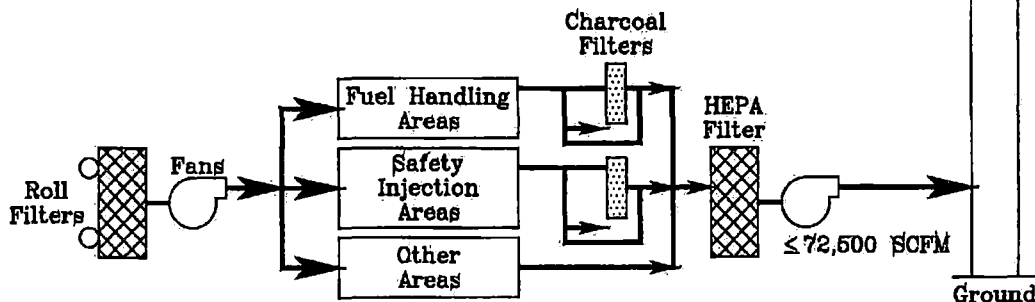 Charcoal
Filters
Fuel Handling
Areas
HEPA
Filter
Fans
Safety
Injection
Areas
Roll
Filters
Other
Areas
≤72,500 SCFM
Ground